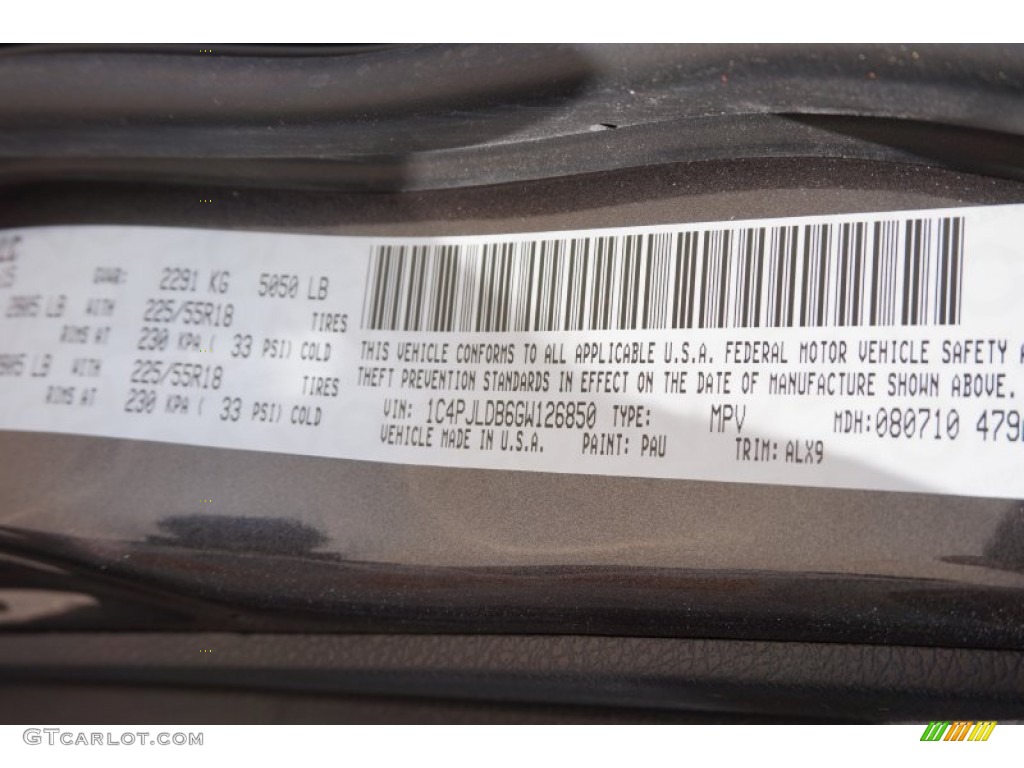 GVWR: 2291 KG 5050 LB
LB WITH 225/55R18 TIRES
RIMS AT 230 KPA ( 33 PSI) COLD
LB WITH 225/55R18 TIRES
RIMS AT 230 KPA ( 33 PSI) COLD
THIS VEHICLE CONFORMS TO ALL APPLICABLE U.S.A. FEDERAL MOTOR VEHICLE SAFETY A
THEFT PREVENTION STANDARDS IN EFFECT ON THE DATE OF MANUFACTURE SHOWN ABOVE.
VIN: 1C4PJLDB6GW126850 TYPE: MPV MDH:080710 479
VEHICLE MADE IN U.S.A. PAINT: PAU TRIM: ALX9
GTCarlot.com